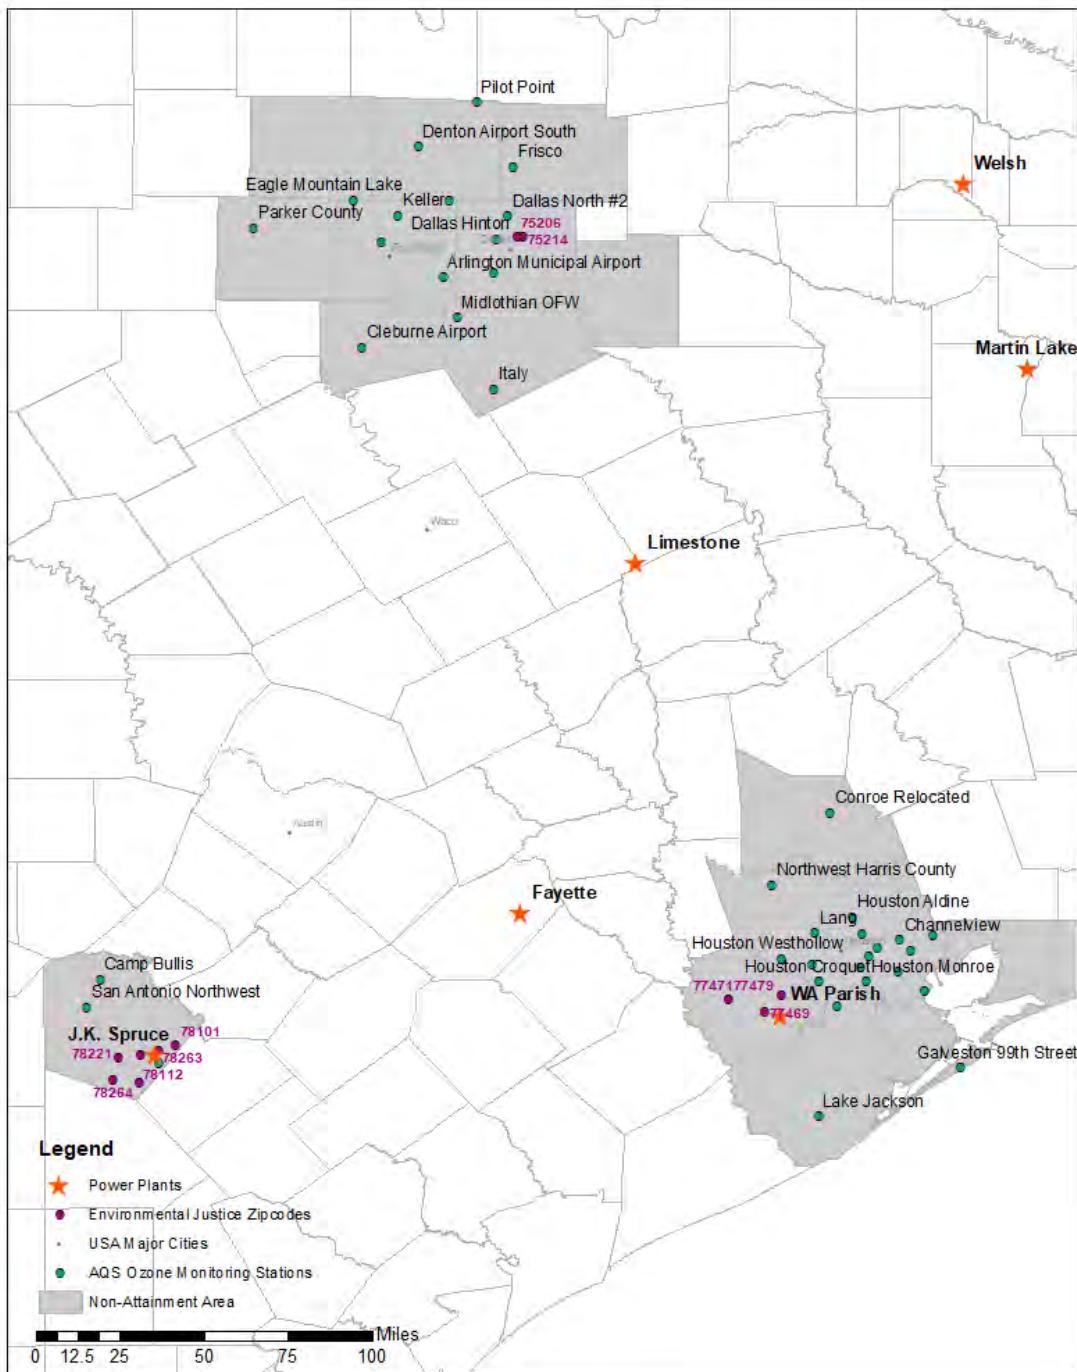 Pilot Point
Denton Airport South
Frisco
Welsh
Eagle Mountain Lake
Keller
Dallas North #2
Parker County
Dallas Hinton
75206
75214
Arlington Municipal Airport
Midlothian OFW
Cleburne Airport
Martin Lake
Italy
Waco
Limestone
Conroe Relocated
Austin
Northwest Harris County
Fayette
Houston Aldine
Lang
Channelview
Houston Westhollow
Camp Bullis
Houston Croquet
Houston Monroe
77471
77479
WA Parish
San Antonio Northwest
77469
J.K. Spruce
78101
78221
78263
78112
78264
Galveston 99th Street
Lake Jackson
Legend
Power Plants
Environmental Justice Zipcodes
USA Major Cities
AQS Ozone Monitoring Stations
Non-Attainment Area
Miles
0 12.5 25 50 75 100